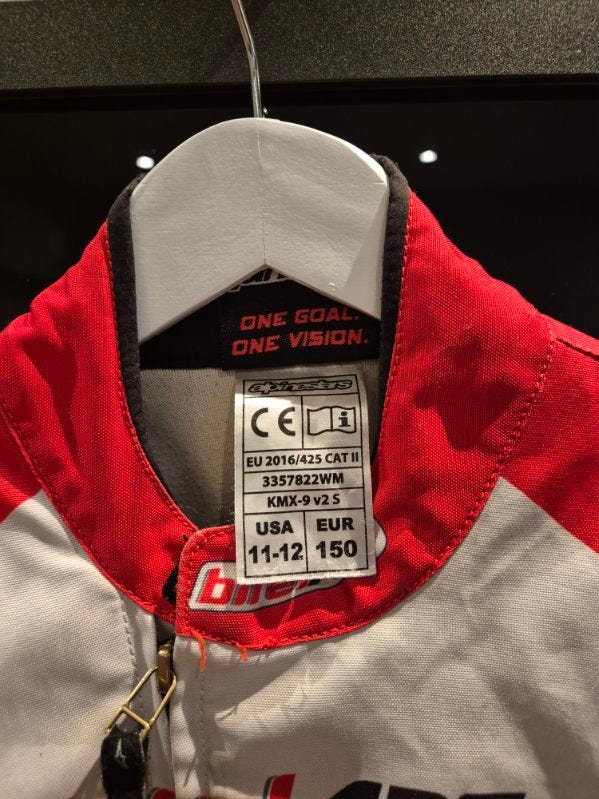 ONE GOAL.
ONE VISION.
alpinestars
CE
i
EU 2016/425 CAT II
3357822WM
KMX-9 v2 S
USA
EUR
11-12
150